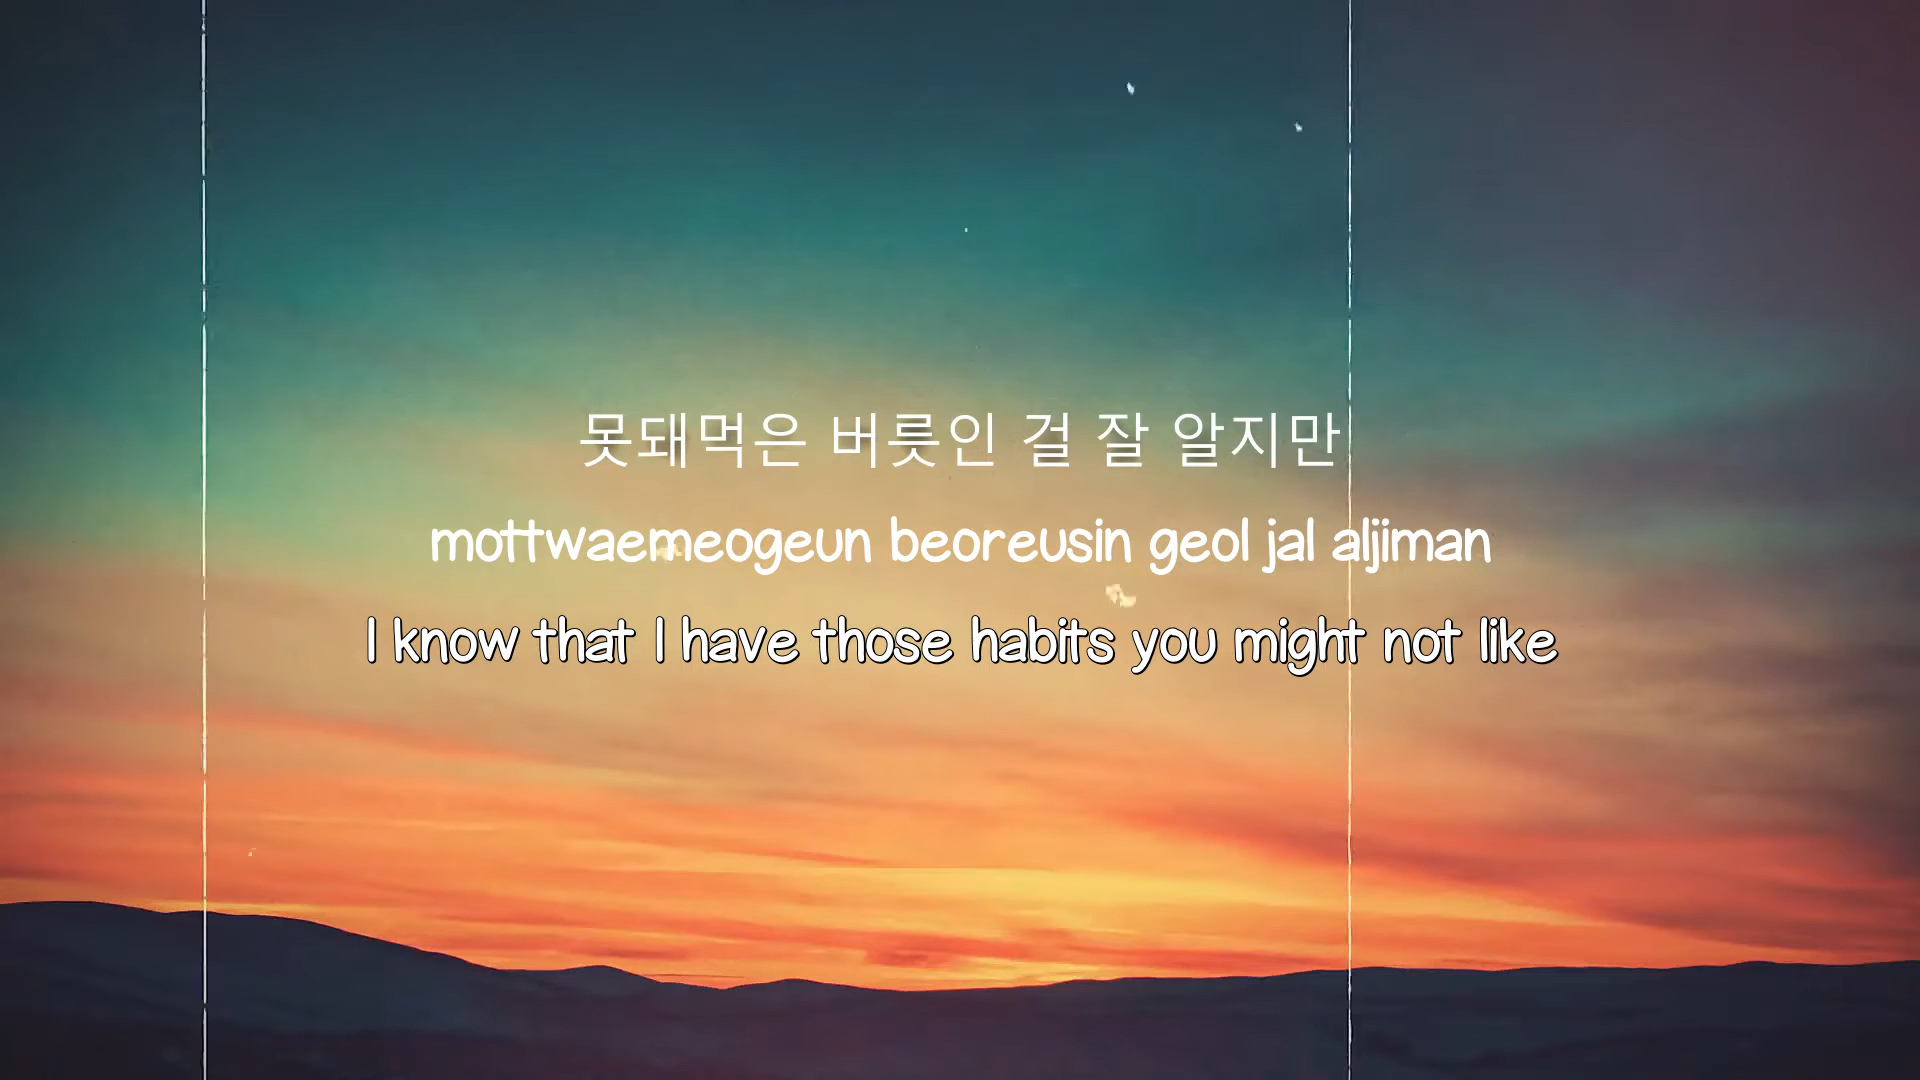 못돼먹은 버릇인 걸 잘 알지만
mottwaemeogeun beoreusin geol jal aljiman
I know that I have those habits you might not like